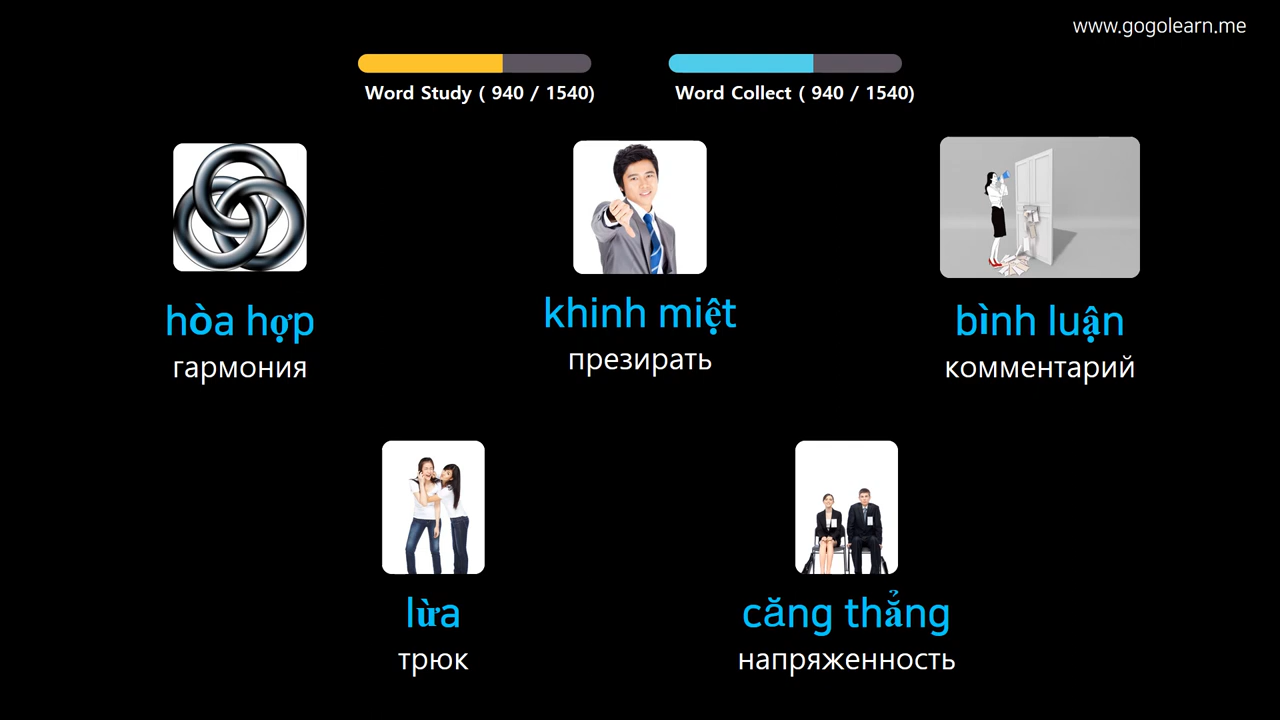 www.gogolearn.me
Word Study ( 940 / 1540)
Word Collect ( 940 / 1540)
hòa hợp
гармония
khinh miệt
презирать
bình luận
комментарий
lừa
трюк
căng thẳng
напряженность